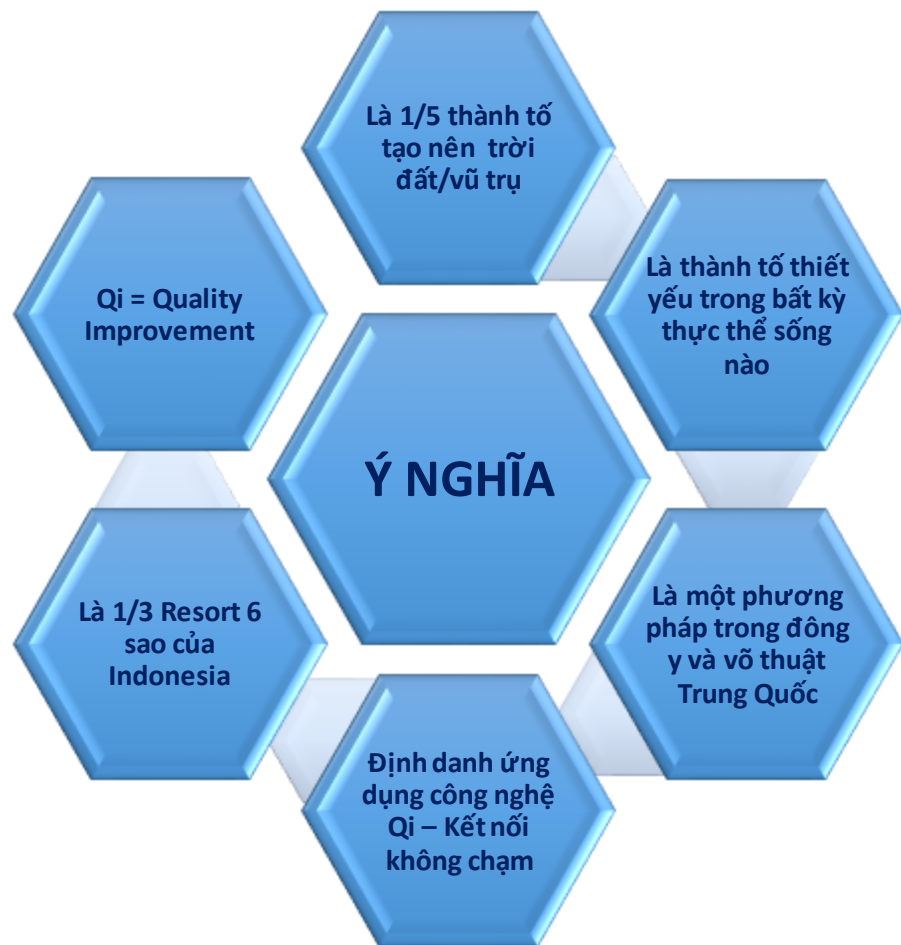 Là 1/5 thành tố
tạo nên trời
đất/vũ trụ
Là thành tố thiết
yếu trong bất kỳ
thực thể sống
nào
Là một phương
pháp trong đông
y và võ thuật
Trung Quốc
Định danh ứng
dụng công nghệ
Qi – Kết nối
không chạm
Là 1/3 Resort 6
sao của
Indonesia
Qi = Quality
Improvement
Ý NGHĨA